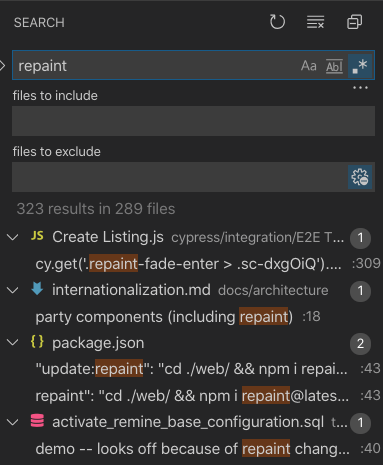 SEARCH
repaint Aa Abl .*
files to include
files to exclude
323 results in 289 files
JS Create Listing.js cypress/integration/E2E T... 1
cy.get('.repaint-fade-enter > .sc-dxgOiQ').... :309
internationalization.md docs/architecture 1
party components (including repaint) :18
{} package.json 2
"update:repaint": "cd ./web/ && npm i repai... :43
repaint": "cd ./web/ && npm i repaint@lates... :43
activate_remine_base_configuration.sql t... 1
demo -- looks off because of repaint chang... :40